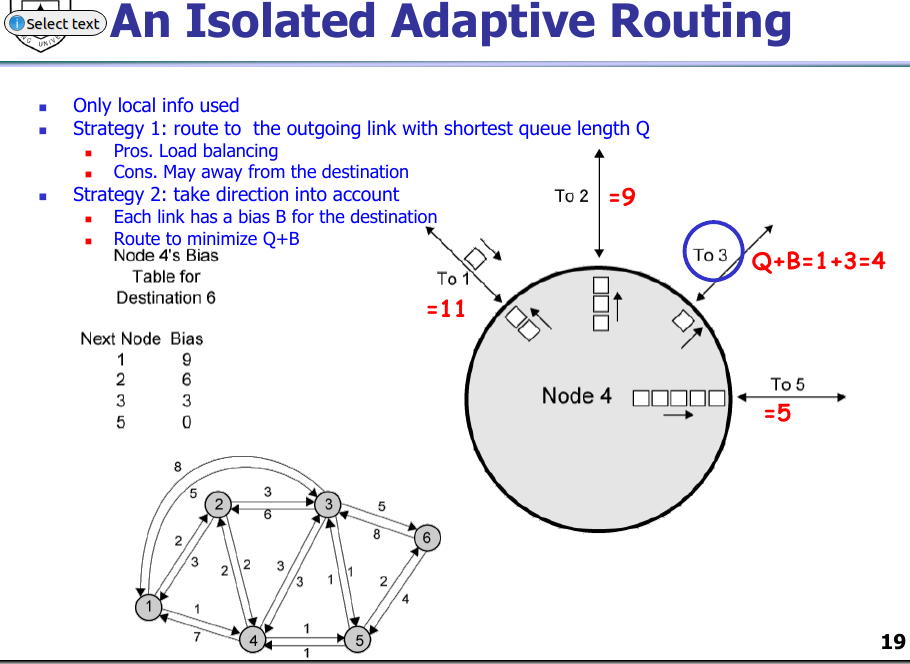 An Isolated Adaptive Routing
Select text
Only local info used
Strategy 1: route to the outgoing link with shortest queue length Q
Pros. Load balancing
Cons. May away from the destination
Strategy 2: take direction into account
Each link has a bias B for the destination
Route to minimize Q+B
Node 4's Bias
Table for
Destination 6
Next Node Bias
1 9
2 6
3 3
5 0
To 2
=9
To 1
=11
To 3
Q+B=1+3=4
Node 4
To 5
=5
8
5
2
3
6
3
5
8
6
2
3
2
2
3
3
1
1
2
4
1
1
7
4
1
1
5
19